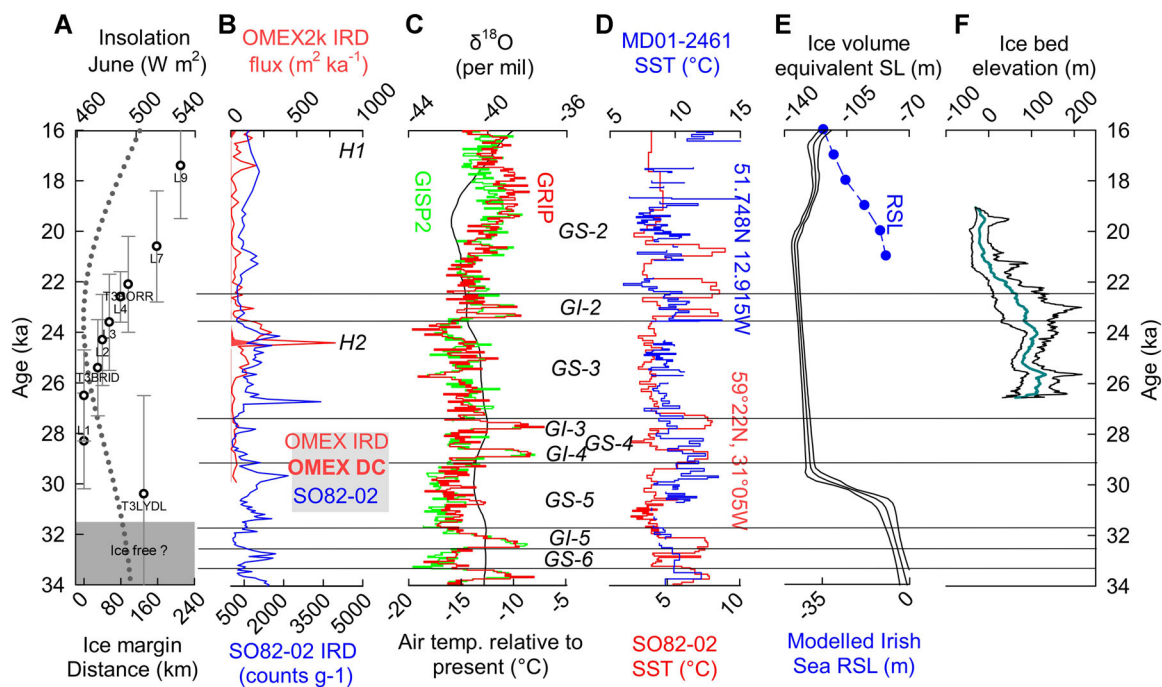 A
B
C
D
E
F
Insolation
June (W m²)
OMEX2k IRD
flux (m² ka⁻¹)
δ¹⁸O
(per mil)
MD01-2461
SST (°C)
Ice volume
equivalent SL (m)
Ice bed
elevation (m)
460
500
540
0
500
1000
-44
-40
-36
5
10
15
-140
-105
-70
-100
0
100
200
Age (ka)
16
18
20
22
24
26
28
30
32
34
L9
L7
T3BORR
L4
L3
L2
T3BRID
L1
T3LYDL
Ice free ?
H1
H2
OMEX IRD
OMEX DC
SO82-02
GISP2
GRIP
GS-2
GI-2
GS-3
GI-3
GS-4
GI-4
GS-5
GI-5
GS-6
51.748N 12.915W
59°22N, 31°05W
RSL
16
18
20
22
24
26
28
30
32
34
Age (ka)
0
80
160
240
500
2000
4000
5000
-20
-15
-10
-5
0
5
10
-35
0
Ice margin
Distance (km)
SO82-02 IRD
(counts g-1)
Air temp. relative to
present (°C)
SO82-02
SST (°C)
Modelled Irish
Sea RSL (m)